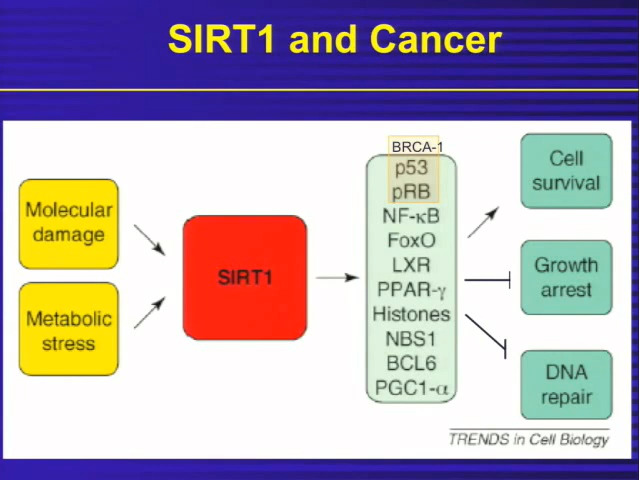 SIRT1 and Cancer
Molecular
damage
Metabolic
stress
SIRT1
BRCA-1
p53
pRB
NF-κB
FoxO
LXR
PPAR-γ
Histones
NBS1
BCL6
PGC1-α
Cell
survival
Growth
arrest
DNA
repair
TRENDS in Cell Biology